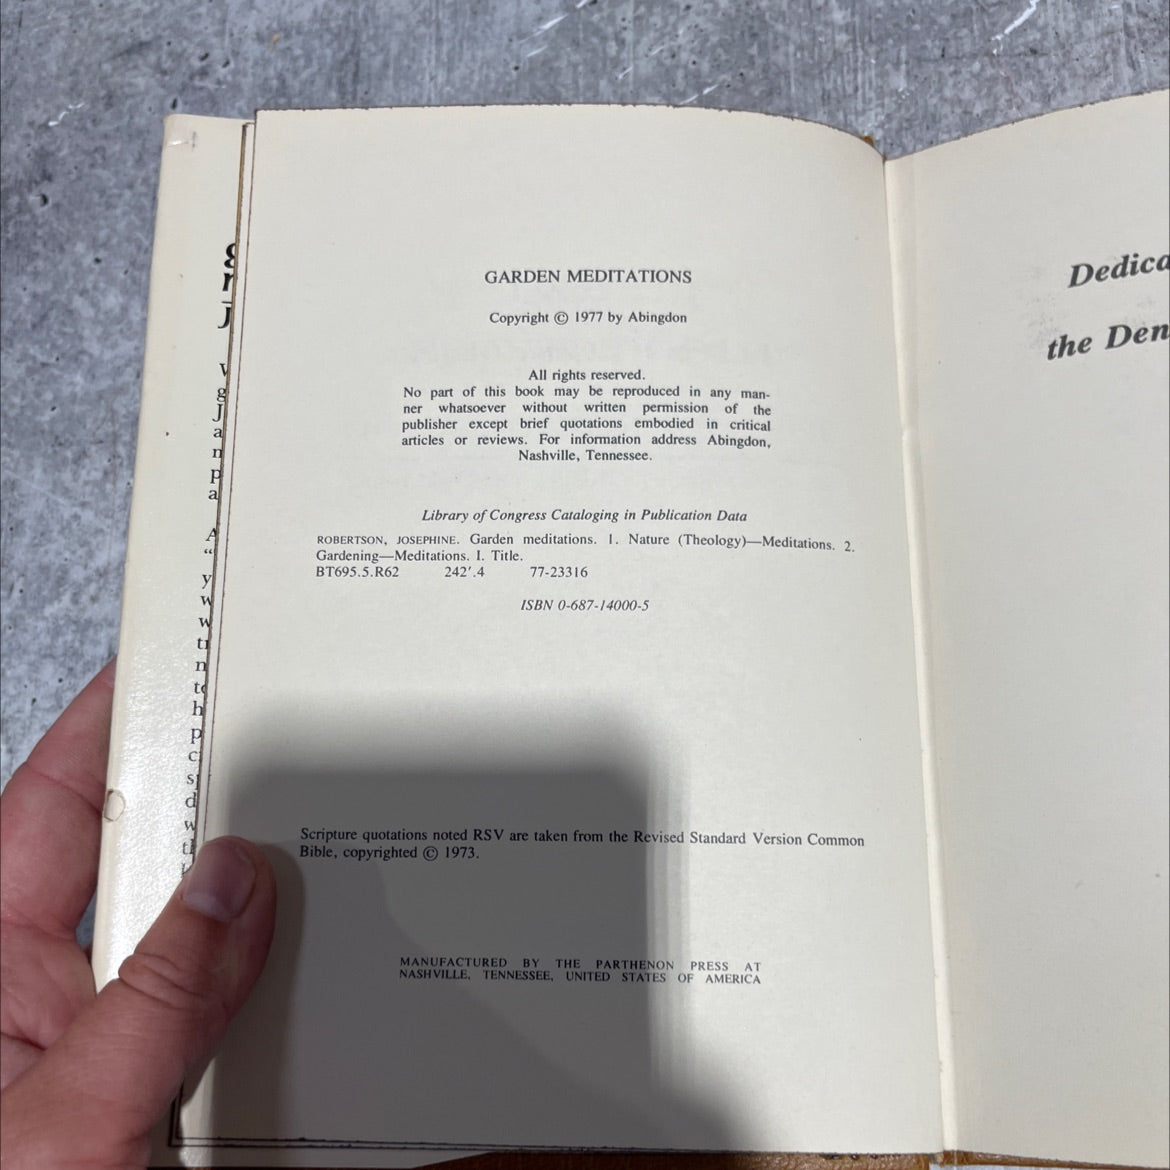 GARDEN MEDITATIONS
Copyright © 1977 by Abingdon
All rights reserved.
No part of this book may be reproduced in any man-
ner whatsoever without written permission of the
publisher except brief quotations embodied in critical
articles or reviews. For information address Abingdon,
Nashville, Tennessee.
Library of Congress Cataloging in Publication Data
ROBERTSON, JOSEPHINE. Garden meditations. 1. Nature (Theology)—Meditations. 2.
Gardening—Meditations. I. Title.
BT695.5.R62 242'.4 77-23316
ISBN 0-687-14000-5
Scripture quotations noted RSV are taken from the Revised Standard Version Common
Bible, copyrighted © 1973.
MANUFACTURED BY THE PARTHENON PRESS AT
NASHVILLE, TENNESSEE, UNITED STATES OF AMERICA
Dedica
the Den